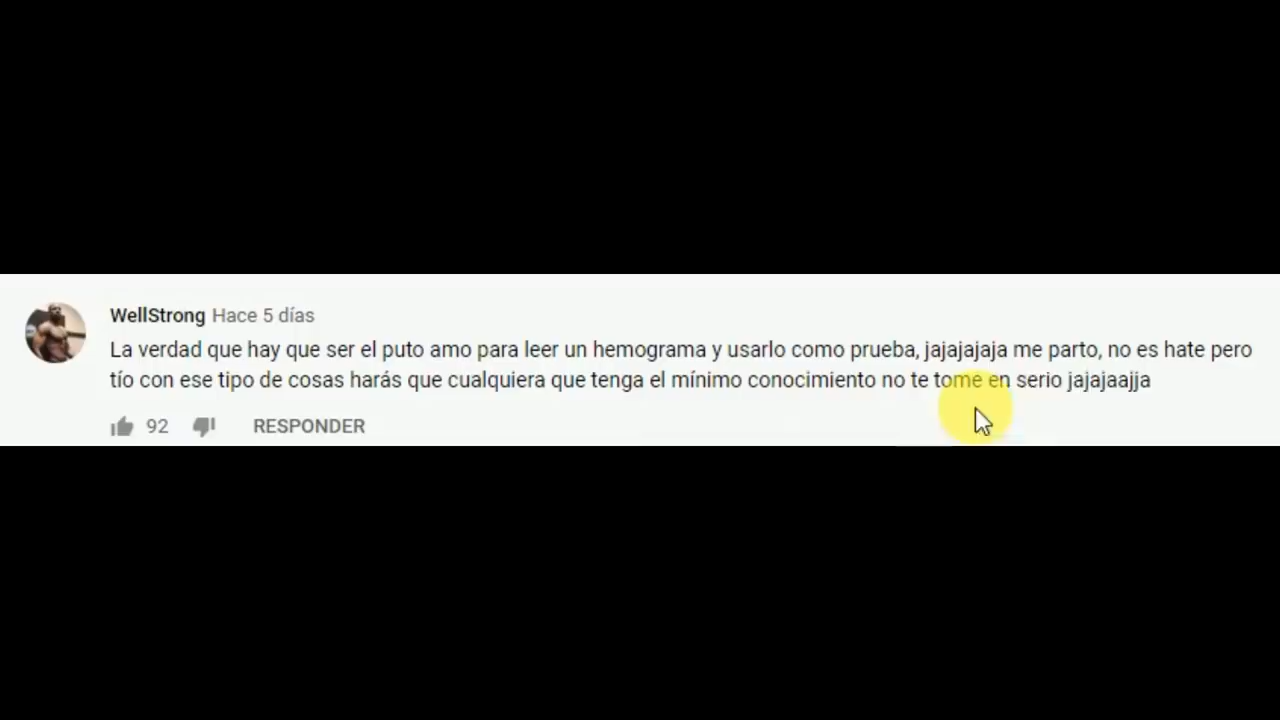 WellStrong Hace 5 días
La verdad que hay que ser el puto amo para leer un hemograma y usarlo como prueba, jajajajaja me parto, no es hate pero
tío con ese tipo de cosas harás que cualquiera que tenga el mínimo conocimiento no te tome en serio jajajaajja
92 RESPONDER